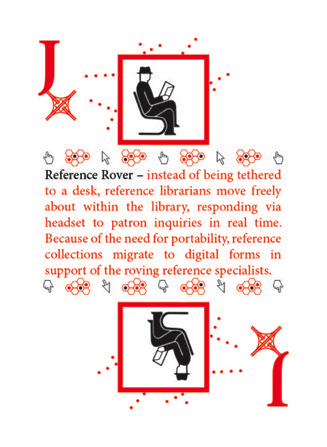 J
Reference Rover – instead of being tethered
to a desk, reference librarians move freely
about within the library, responding via
headset to patron inquiries in real time.
Because of the need for portability, reference
collections migrate to digital forms in
support of the roving reference specialists.
J